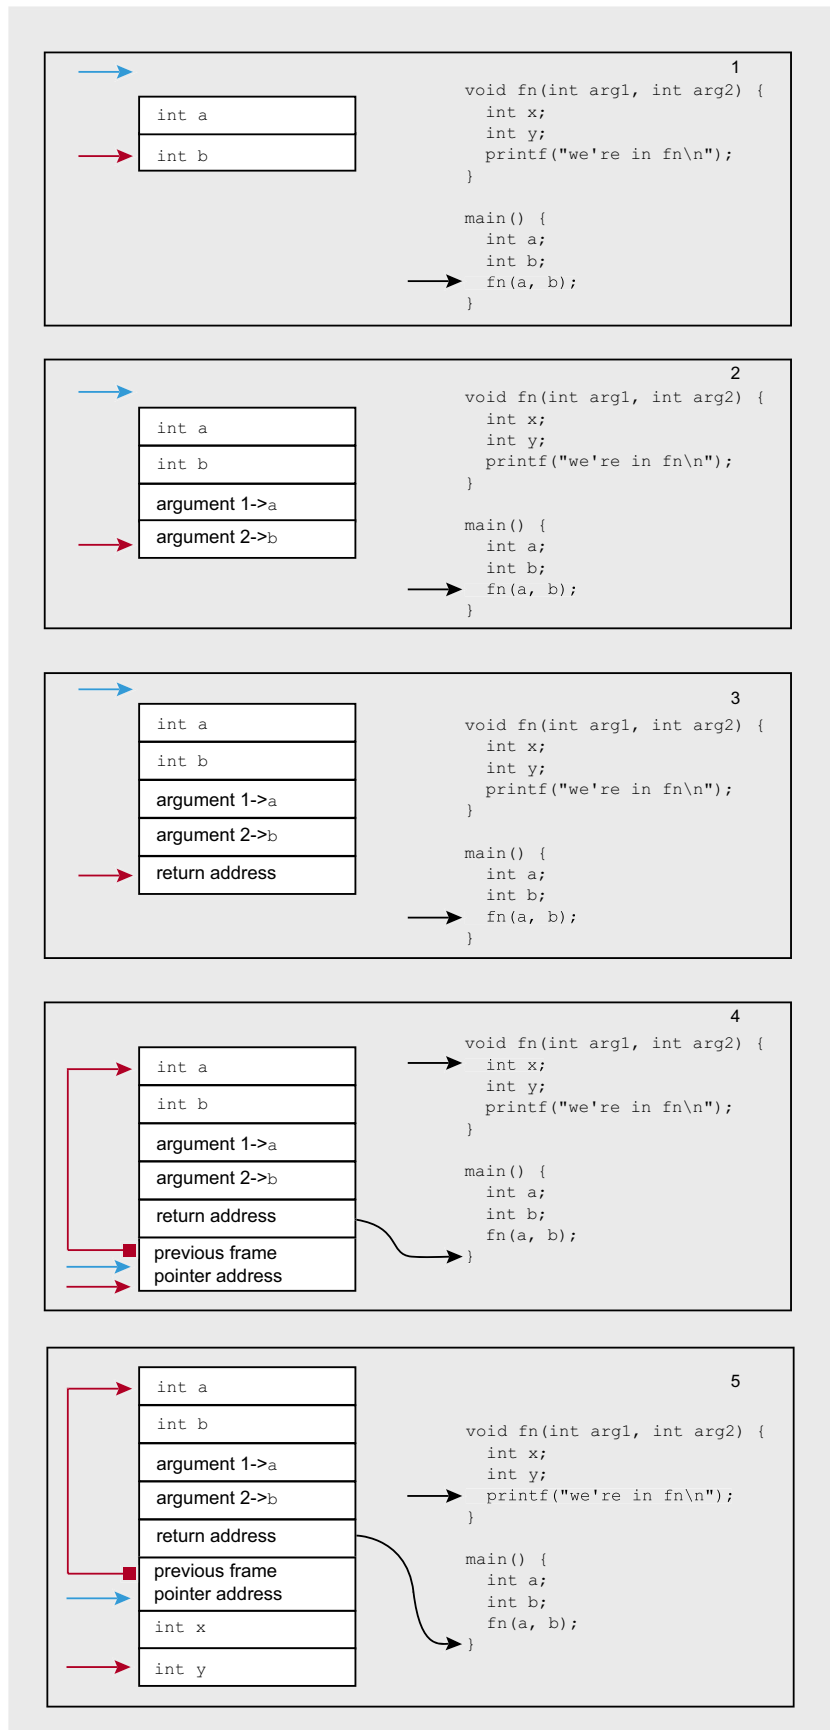 1
int a
int b
void fn(int arg1, int arg2) {
int x;
int y;
printf("we're in fn\n");
}
main() {
int a;
int b;
fn(a, b);
}
2
int a
int b
argument 1->a
argument 2->b
void fn(int arg1, int arg2) {
int x;
int y;
printf("we're in fn\n");
}
main() {
int a;
int b;
fn(a, b);
}
3
int a
int b
argument 1->a
argument 2->b
return address
void fn(int arg1, int arg2) {
int x;
int y;
printf("we're in fn\n");
}
main() {
int a;
int b;
fn(a, b);
}
4
int a
int b
argument 1->a
argument 2->b
return address
previous frame
pointer address
void fn(int arg1, int arg2) {
int x;
int y;
printf("we're in fn\n");
}
main() {
int a;
int b;
fn(a, b);
}
5
int a
int b
argument 1->a
argument 2->b
return address
previous frame
pointer address
int x
int y
void fn(int arg1, int arg2) {
int x;
int y;
printf("we're in fn\n");
}
main() {
int a;
int b;
fn(a, b);
}